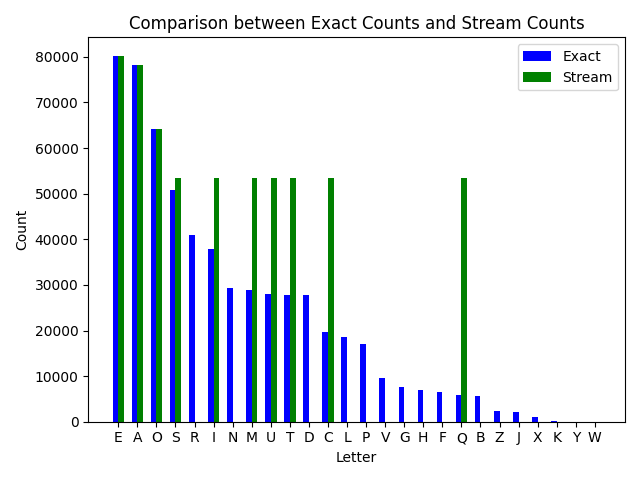 Comparison between Exact Counts and Stream Counts
Exact
Stream
80000
70000
60000
50000
40000
30000
20000
10000
0
Count
E A O S R I N M U T D C L P V G H F Q B Z J X K Y W
Letter